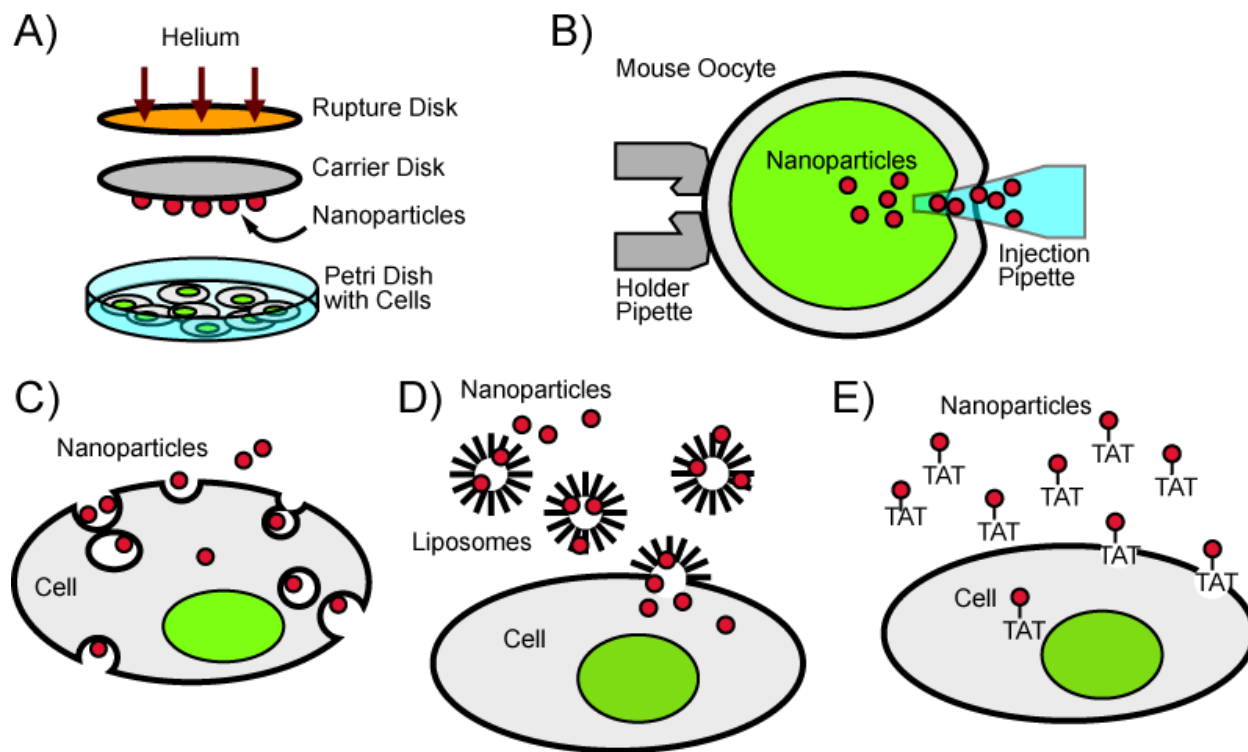 A)
Helium
Rupture Disk
Carrier Disk
Nanoparticles
Petri Dish
with Cells
B)
Mouse Oocyte
Nanoparticles
Holder
Pipette
Injection
Pipette
C)
Nanoparticles
Cell
D)
Nanoparticles
Liposomes
Cell
E)
Nanoparticles
TAT
TAT
TAT
TAT
TAT
TAT
TAT
TAT
Cell
TAT